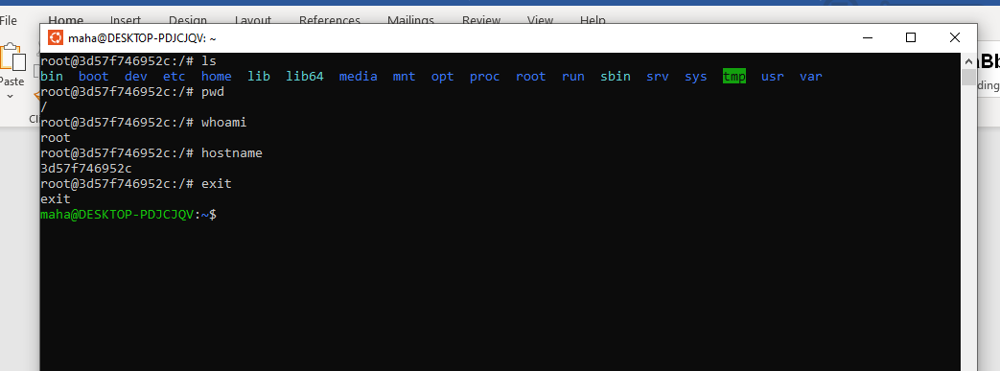 File Home Insert Design Layout References Mailings Review View Help
maha@DESKTOP-PDJCJQV: ~
root@3d57f746952c:/# ls
bin boot dev etc home lib lib64 media mnt opt proc root run sbin srv sys tmp usr var
root@3d57f746952c:/# pwd
/
root@3d57f746952c:/# whoami
root
root@3d57f746952c:/# hostname
3d57f746952c
root@3d57f746952c:/# exit
exit
maha@DESKTOP-PDJCJQV:~$
Paste